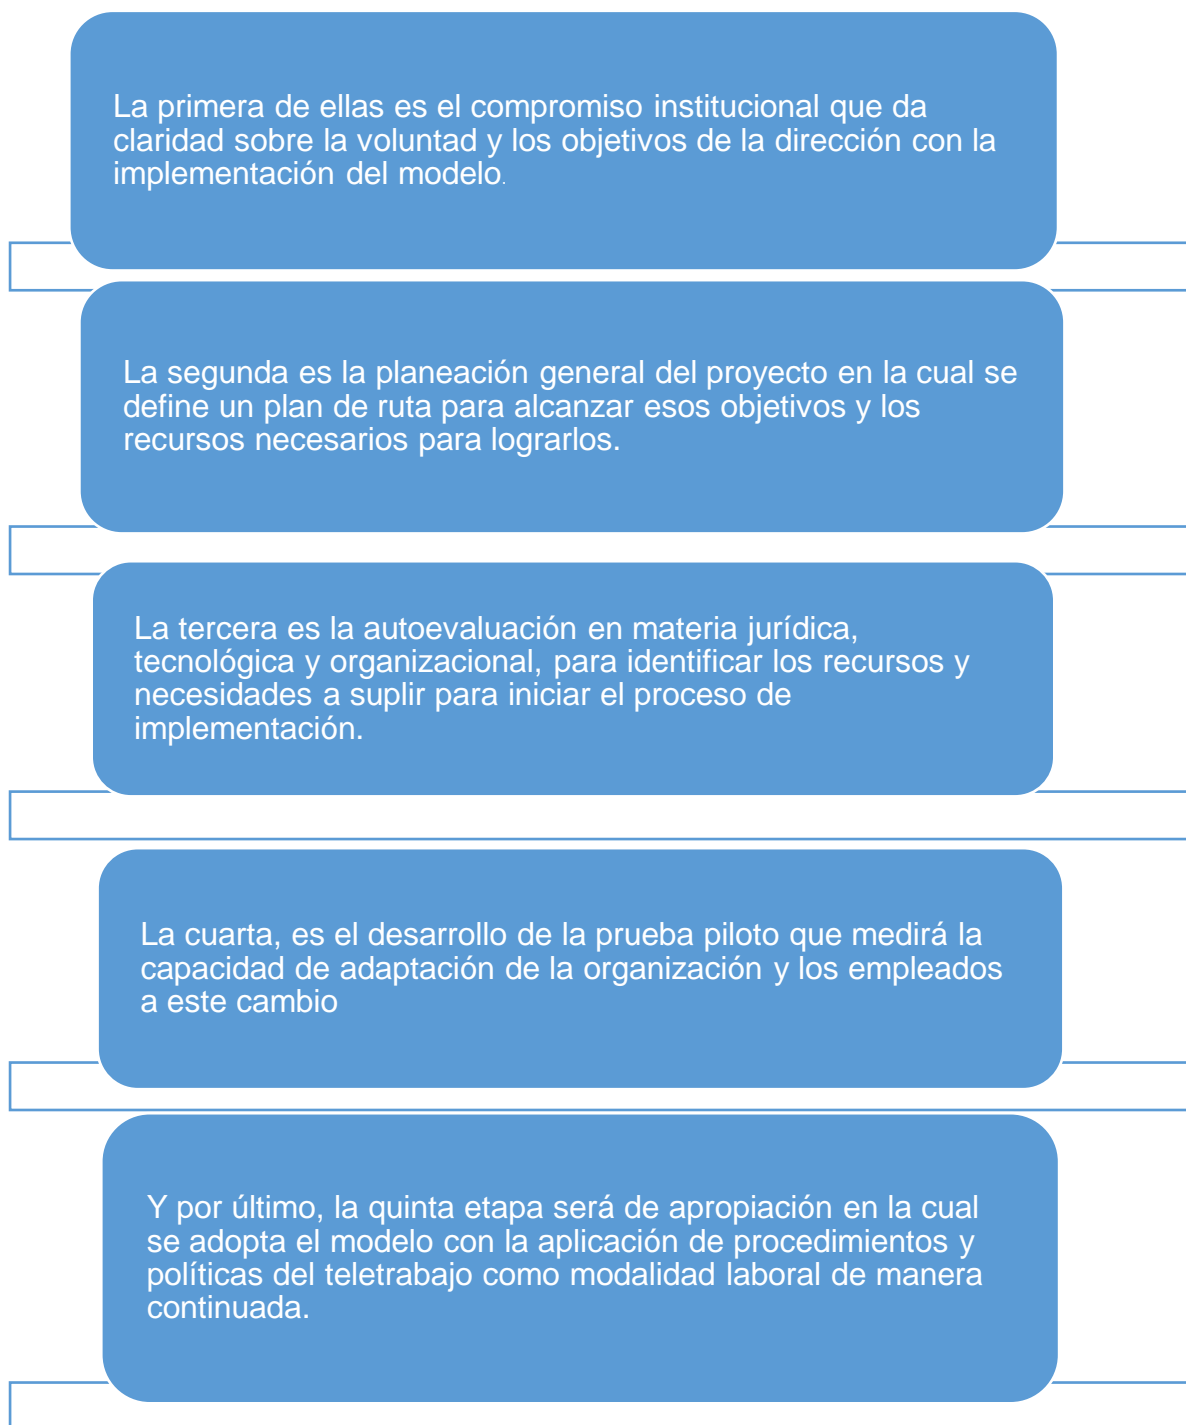 La primera de ellas es el compromiso institucional que da
claridad sobre la voluntad y los objetivos de la dirección con la
implementación del modelo.
La segunda es la planeación general del proyecto en la cual se
define un plan de ruta para alcanzar esos objetivos y los
recursos necesarios para lograrlos.
La tercera es la autoevaluación en materia jurídica,
tecnológica y organizacional, para identificar los recursos y
necesidades a suplir para iniciar el proceso de
implementación.
La cuarta, es el desarrollo de la prueba piloto que medirá la
capacidad de adaptación de la organización y los empleados
a este cambio
Y por último, la quinta etapa será de apropiación en la cual
se adopta el modelo con la aplicación de procedimientos y
políticas del teletrabajo como modalidad laboral de manera
continuada.